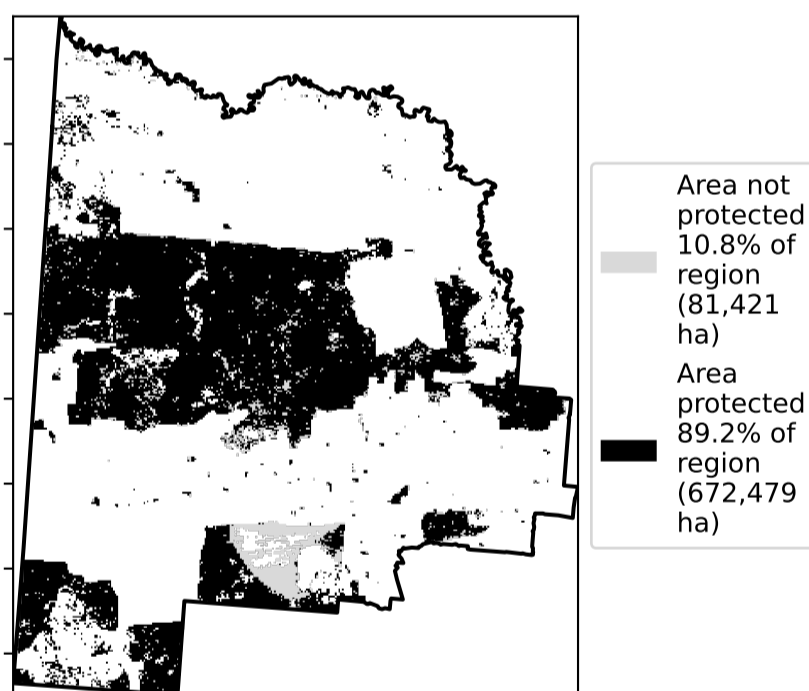 Area not
protected
10.8% of
region
(81,421
ha)
Area
protected
89.2% of
region
(672,479
ha)